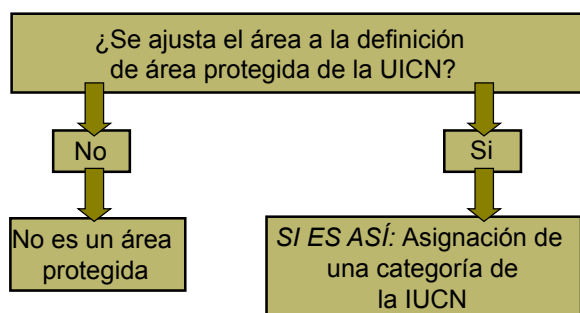 ¿Se ajusta el área a la definición
de área protegida de la UICN?
No
Si
No es un área
protegida
SI ES ASÍ: Asignación de
una categoría de
la IUCN